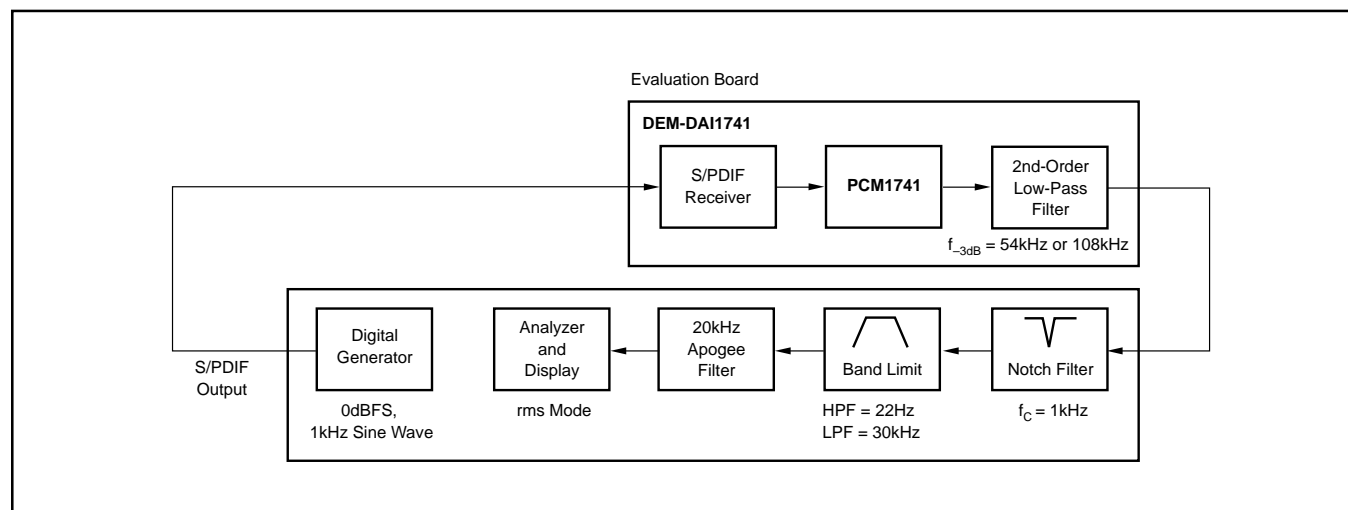 Evaluation Board
DEM-DAI1741
S/PDIF
Receiver
PCM1741
2nd-Order
Low-Pass
Filter
f–3dB = 54kHz or 108kHz
S/PDIF
Output
Digital
Generator
0dBFS,
1kHz Sine Wave
Analyzer
and
Display
rms Mode
20kHz
Apogee
Filter
Band Limit
HPF = 22Hz
LPF = 30kHz
Notch Filter
fC = 1kHz